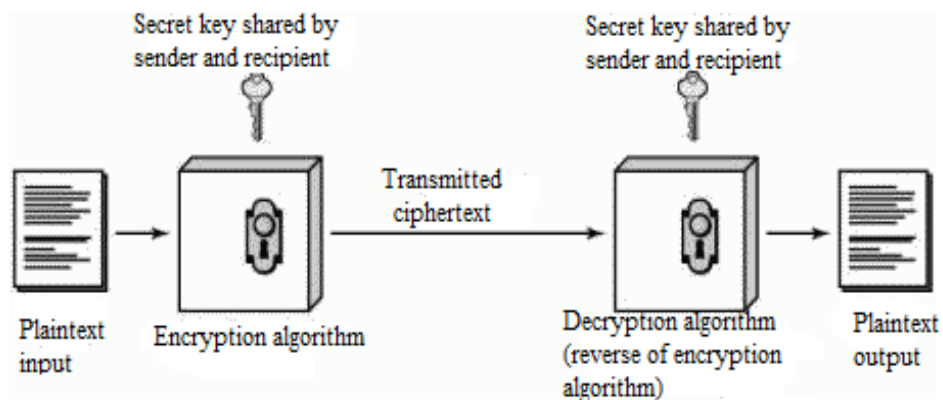 Secret key shared by
sender and recipient
Secret key shared by
sender and recipient
Transmitted
ciphertext
Plaintext
input
Encryption algorithm
Decryption algorithm
(reverse of encryption
algorithm)
Plaintext
output